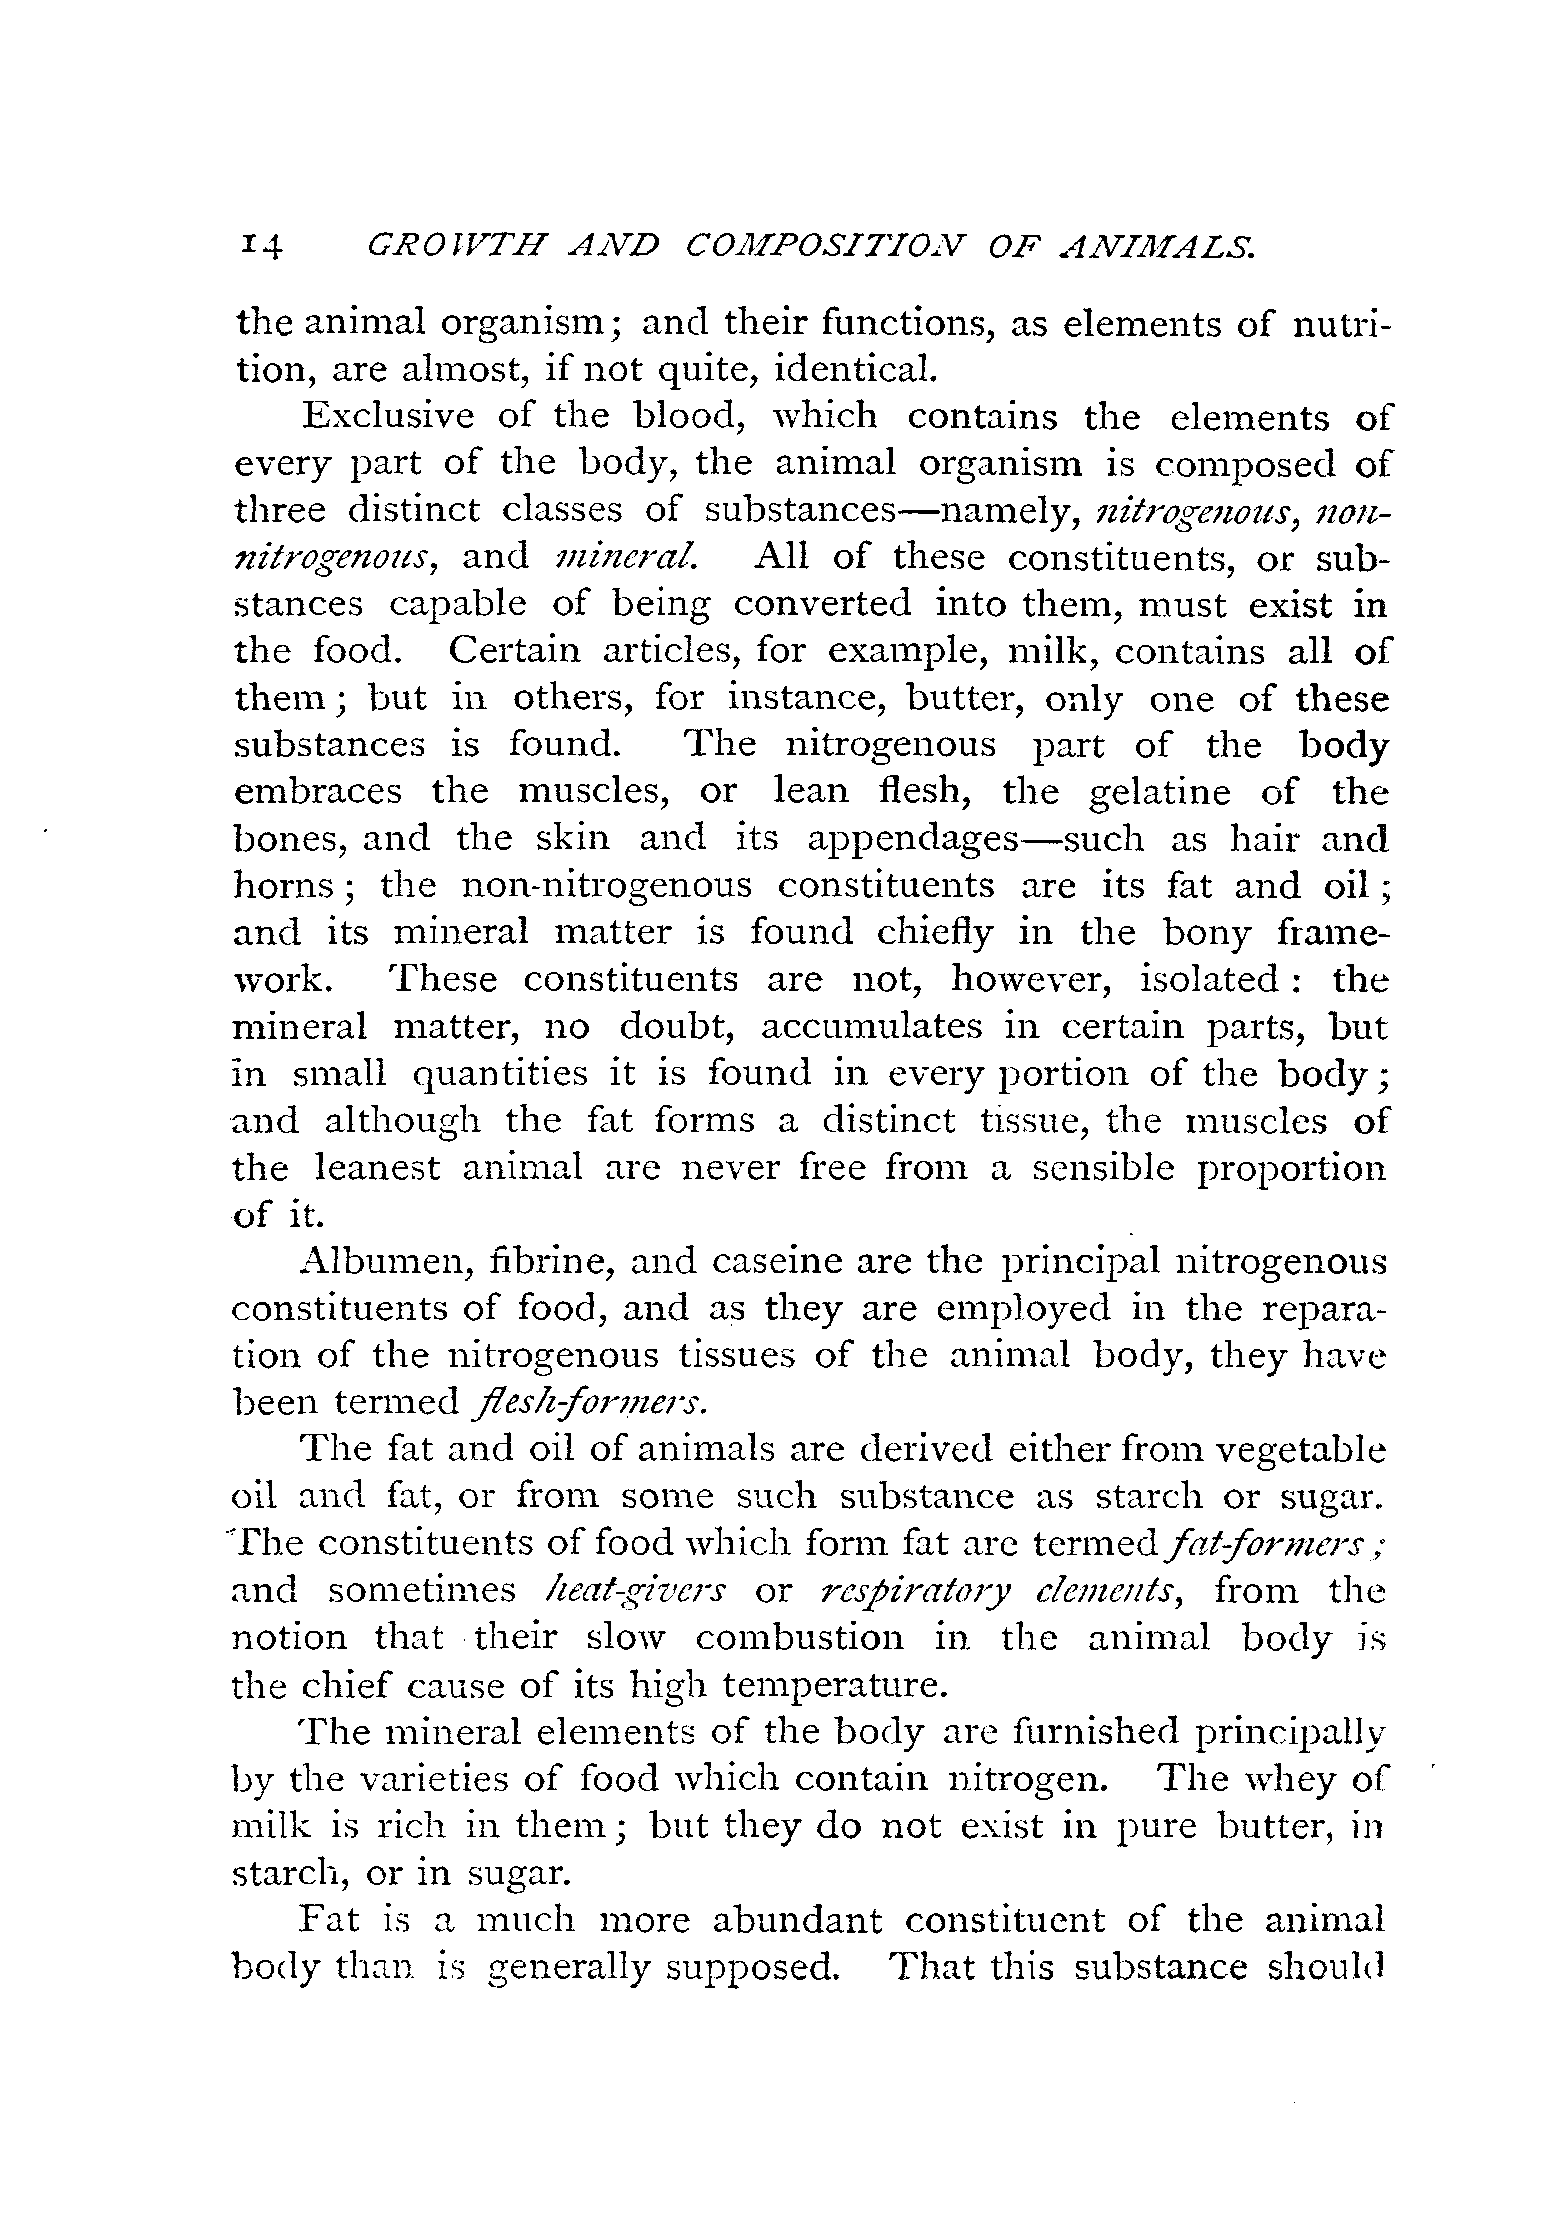 14 GROWTH AND COMPOSITION OF ANIMALS.
the animal organism; and their functions, as elements of nutri-
tion, are almost, if not quite, identical.
Exclusive of the blood, which contains the elements of
every part of the body, the animal organism is composed of
three distinct classes of substances—namely, nitrogenous, non-
nitrogenous, and mineral. All of these constituents, or sub-
stances capable of being converted into them, must exist in
the food. Certain articles, for example, milk, contains all of
them; but in others, for instance, butter, only one of these
substances is found. The nitrogenous part of the body
embraces the muscles, or lean flesh, the gelatine of the
bones, and the skin and its appendages—such as hair and
horns; the non-nitrogenous constituents are its fat and oil;
and its mineral matter is found chiefly in the bony frame-
work. These constituents are not, however, isolated: the
mineral matter, no doubt, accumulates in certain parts, but
in small quantities it is found in every portion of the body;
and although the fat forms a distinct tissue, the muscles of
the leanest animal are never free from a sensible proportion
of it.
Albumen, fibrine, and caseine are the principal nitrogenous
constituents of food, and as they are employed in the repara-
tion of the nitrogenous tissues of the animal body, they have
been termed flesh-formers.
The fat and oil of animals are derived either from vegetable
oil and fat, or from some such substance as starch or sugar.
The constituents of food which form fat are termed fat-formers;
and sometimes heat-givers or respiratory elements, from the
notion that their slow combustion in the animal body is
the chief cause of its high temperature.
The mineral elements of the body are furnished principally
by the varieties of food which contain nitrogen. The whey of
milk is rich in them; but they do not exist in pure butter, in
starch, or in sugar.
Fat is a much more abundant constituent of the animal
body than is generally supposed. That this substance should